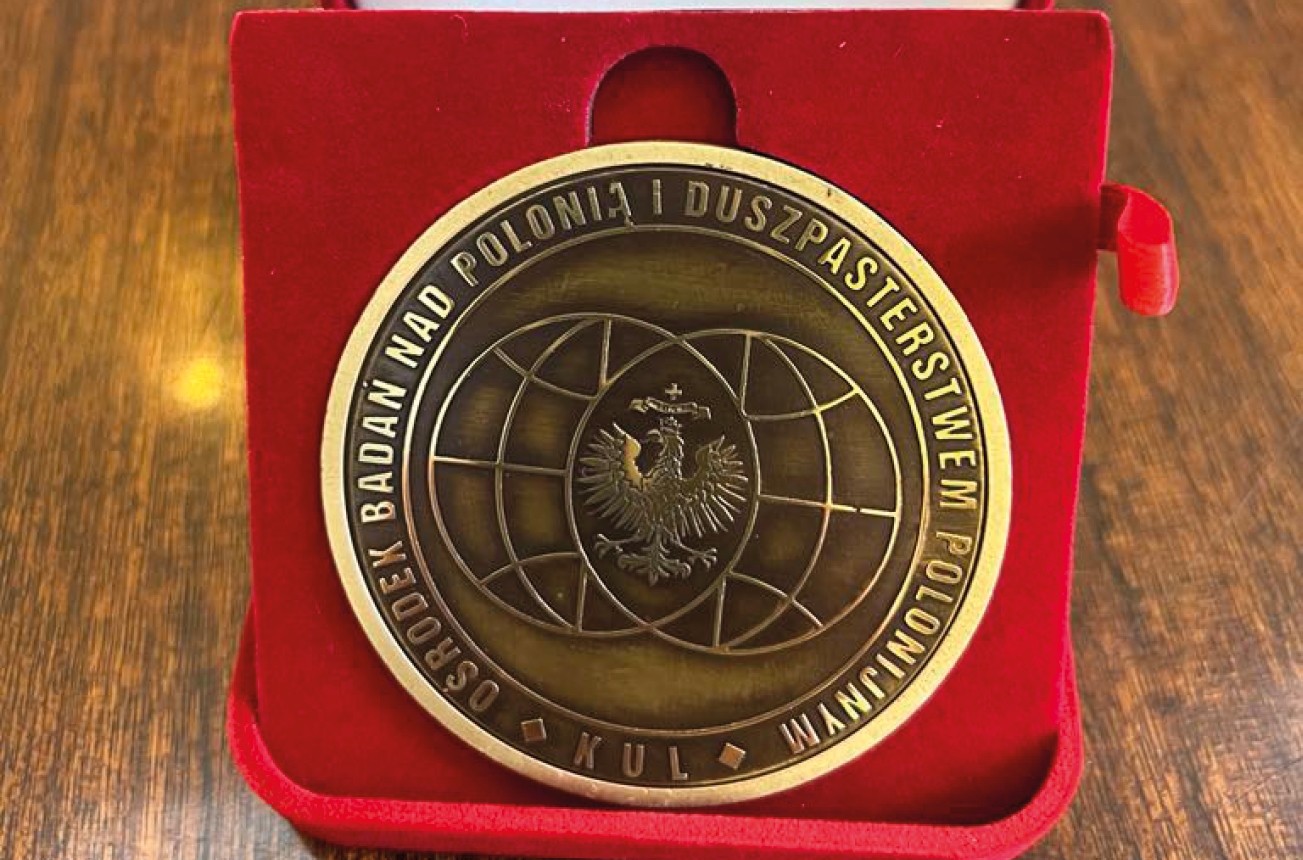 OŚRODEK BADAŃ NAD POLONIĄ I DUSZPASTERSTWEM POLONIJNYM
KUL